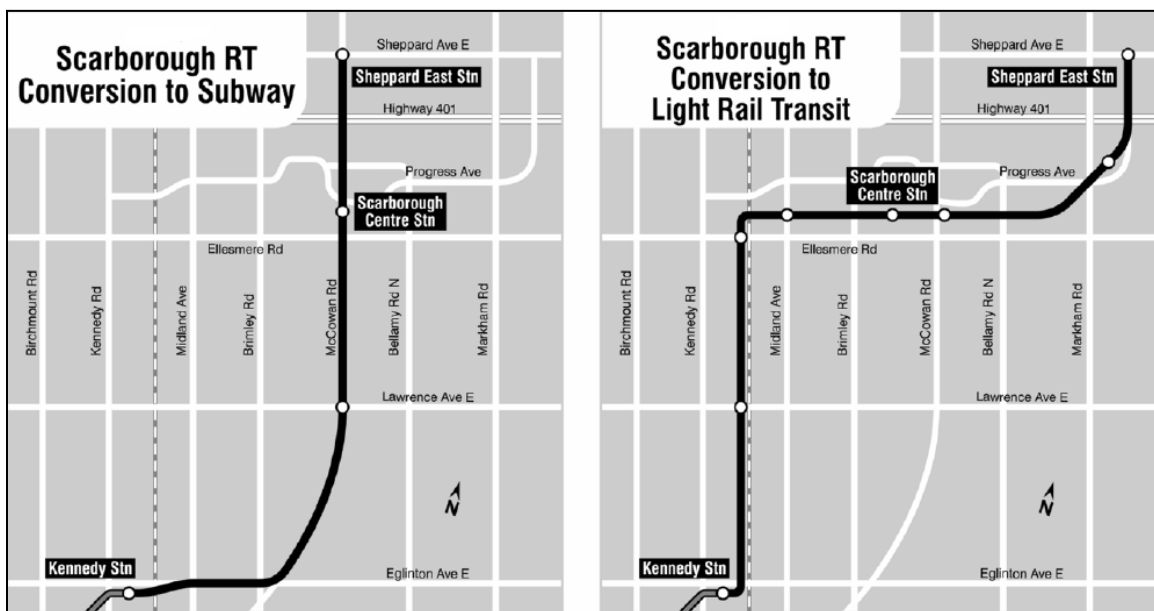 Scarborough RT
Conversion to Subway
Sheppard Ave E
Sheppard East Stn
Highway 401
Progress Ave
Scarborough
Centre Stn
Ellesmere Rd
Birchmount Rd
Kennedy Rd
Midland Ave
Brimley Rd
McCowan Rd
Bellamy Rd N
Markham Rd
Lawrence Ave E
N
Kennedy Stn
Eglinton Ave E
Scarborough RT
Conversion to
Light Rail Transit
Sheppard Ave E
Sheppard East Stn
Highway 401
Progress Ave
Scarborough
Centre Stn
Ellesmere Rd
Birchmount Rd
Kennedy Rd
Midland Ave
Brimley Rd
McCowan Rd
Bellamy Rd N
Markham Rd
Lawrence Ave E
N
Kennedy Stn
Eglinton Ave E